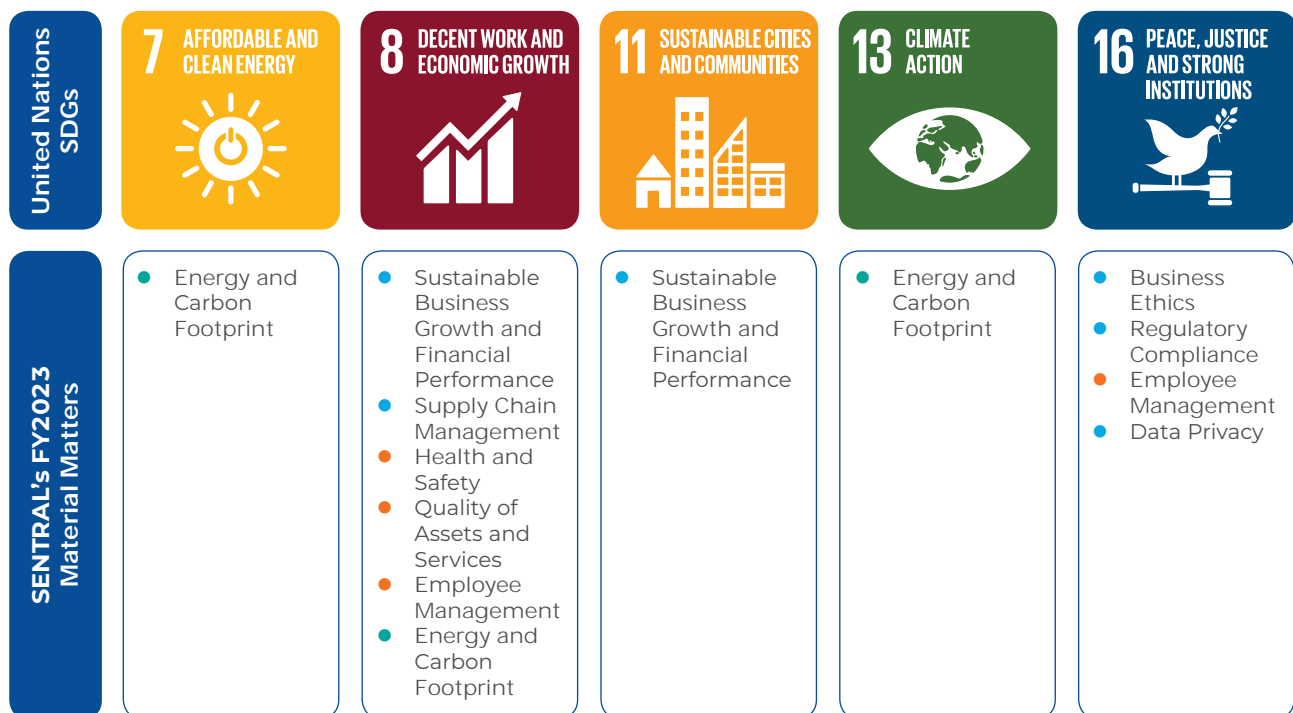 United Nations
SDGs
7 AFFORDABLE AND
CLEAN ENERGY
8 DECENT WORK AND
ECONOMIC GROWTH
11 SUSTAINABLE CITIES
AND COMMUNITIES
13 CLIMATE
ACTION
16 PEACE, JUSTICE
AND STRONG
INSTITUTIONS
SENTRAL's FY2023
Material Matters
Energy and
Carbon
Footprint
Sustainable
Business
Growth and
Financial
Performance
Supply Chain
Management
Health and
Safety
Quality of
Assets and
Services
Employee
Management
Energy and
Carbon
Footprint
Sustainable
Business
Growth and
Financial
Performance
Energy and
Carbon
Footprint
Business
Ethics
Regulatory
Compliance
Employee
Management
Data Privacy